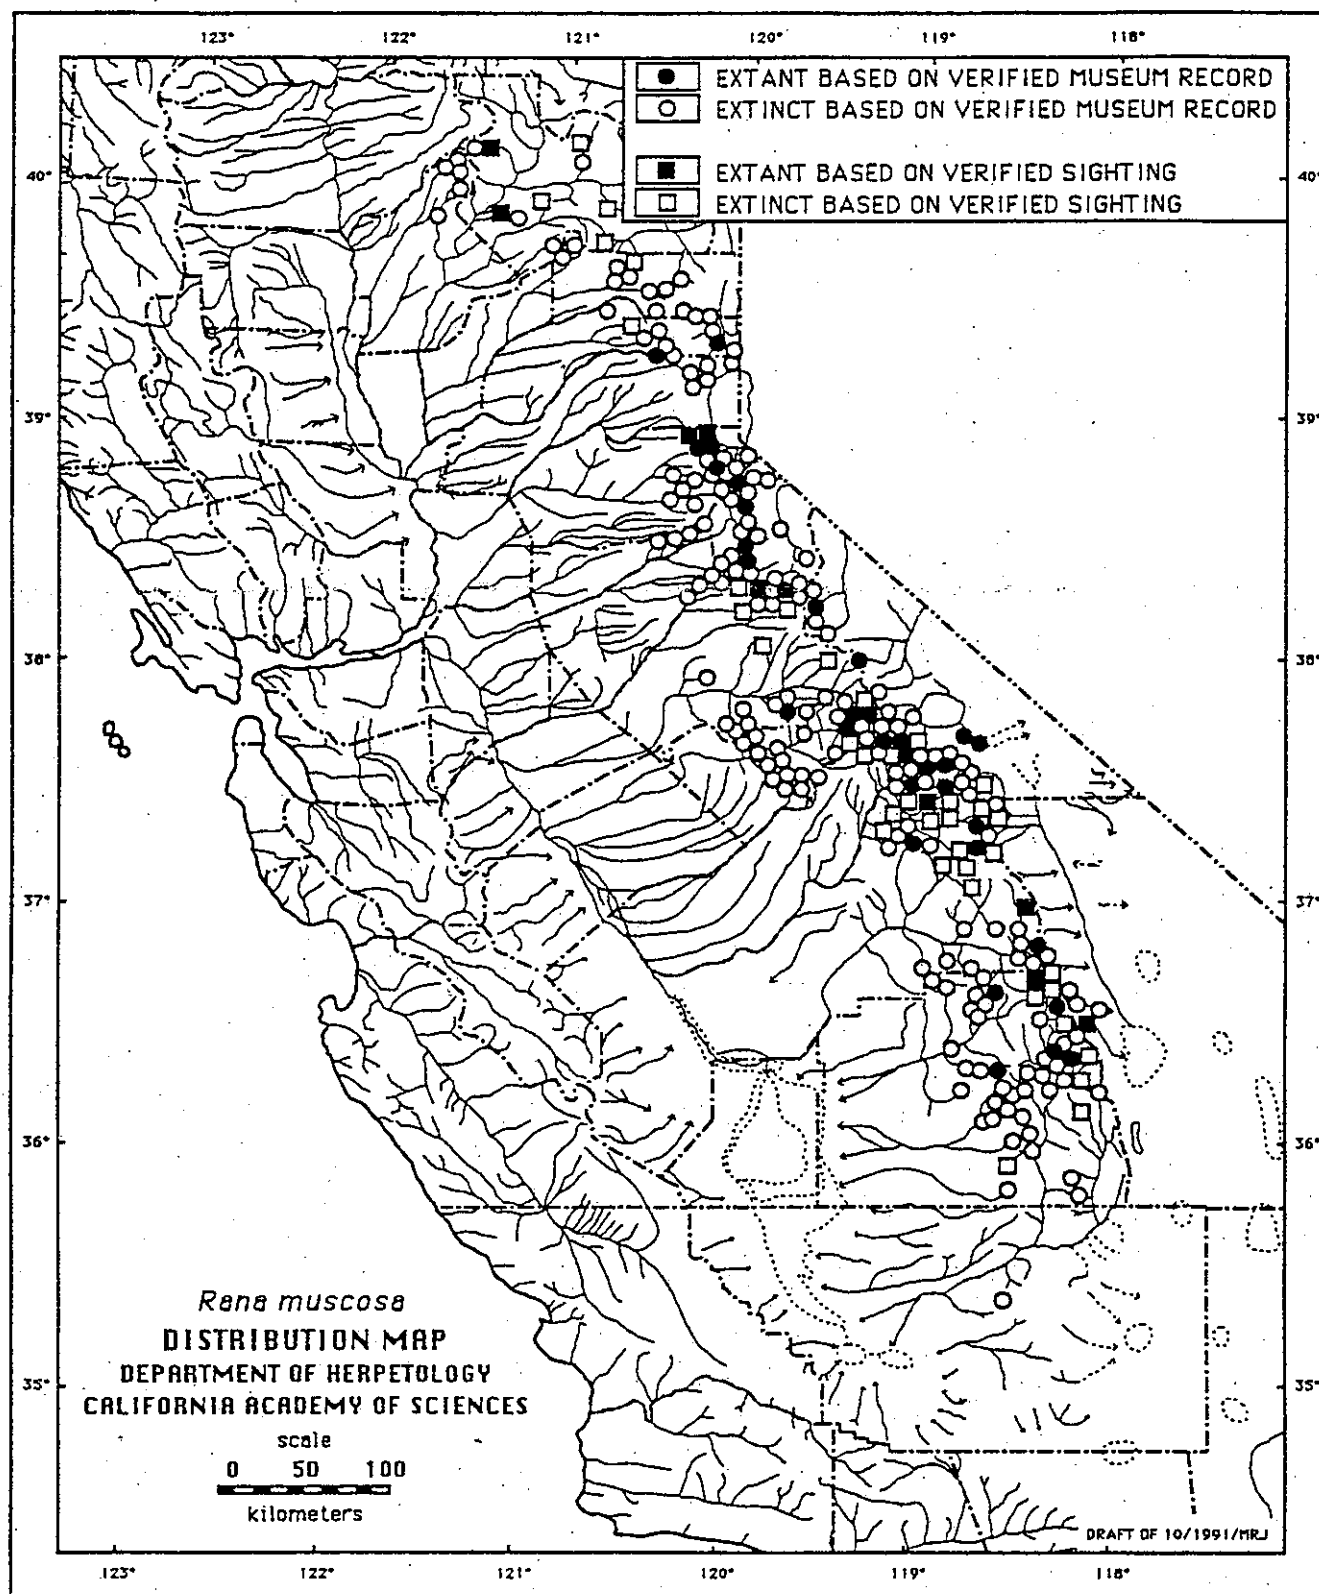 123° 122° 121° 120° 119° 118°
EXTANT BASED ON VERIFIED MUSEUM RECORD
EXTINCT BASED ON VERIFIED MUSEUM RECORD
EXTANT BASED ON VERIFIED SIGHTING
EXTINCT BASED ON VERIFIED SIGHTING
40° 40°
39° 39°
38° 38°
37° 37°
36° 36°
35° 35°
Rana muscosa
DISTRIBUTION MAP
DEPARTMENT OF HERPETOLOGY
CALIFORNIA ACADEMY OF SCIENCES
scale
0 50 100
kilometers
DRAFT OF 10/1991/MRJ
123° 122° 121° 120° 119° 118°